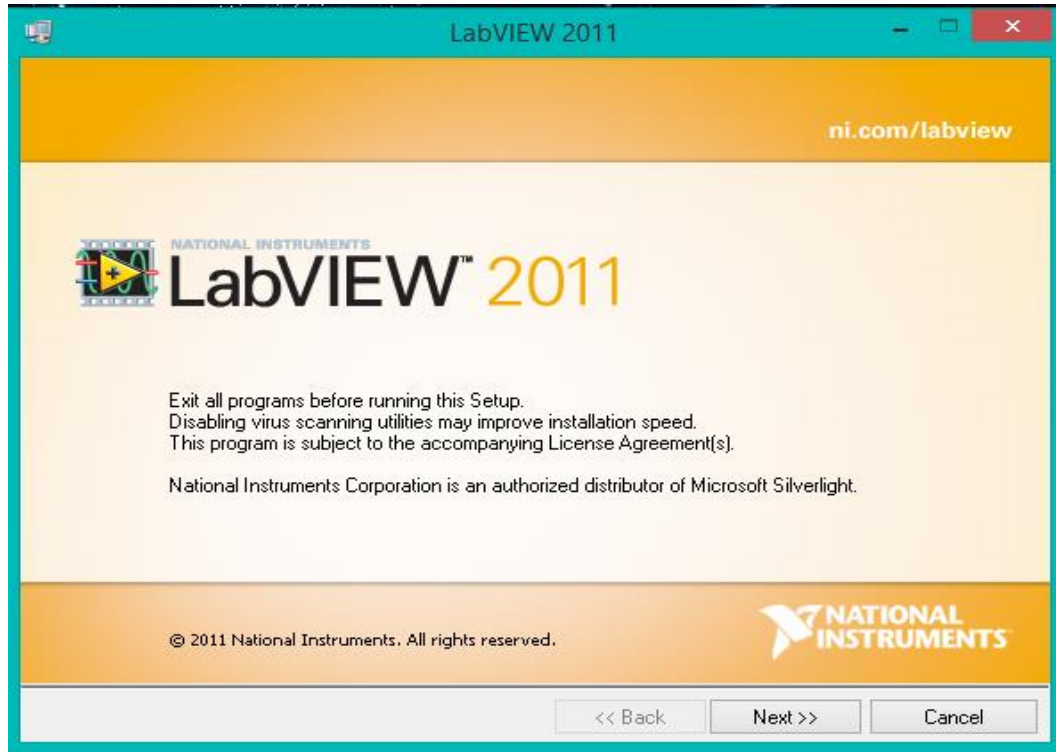 LabVIEW 2011
ni.com/labview
NATIONAL INSTRUMENTS
LabVIEW™ 2011
Exit all programs before running this Setup.
Disabling virus scanning utilities may improve installation speed.
This program is subject to the accompanying License Agreement(s).
National Instruments Corporation is an authorized distributor of Microsoft Silverlight.
© 2011 National Instruments. All rights reserved.
NATIONAL
INSTRUMENTS
<< Back Next >> Cancel